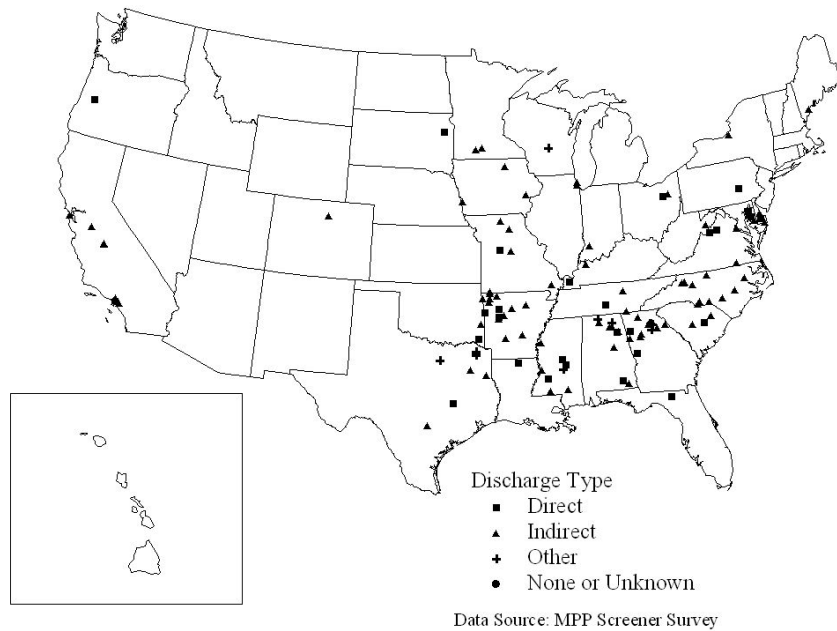 Discharge Type
Direct
Indirect
Other
None or Unknown
Data Source: MPP Screener Survey